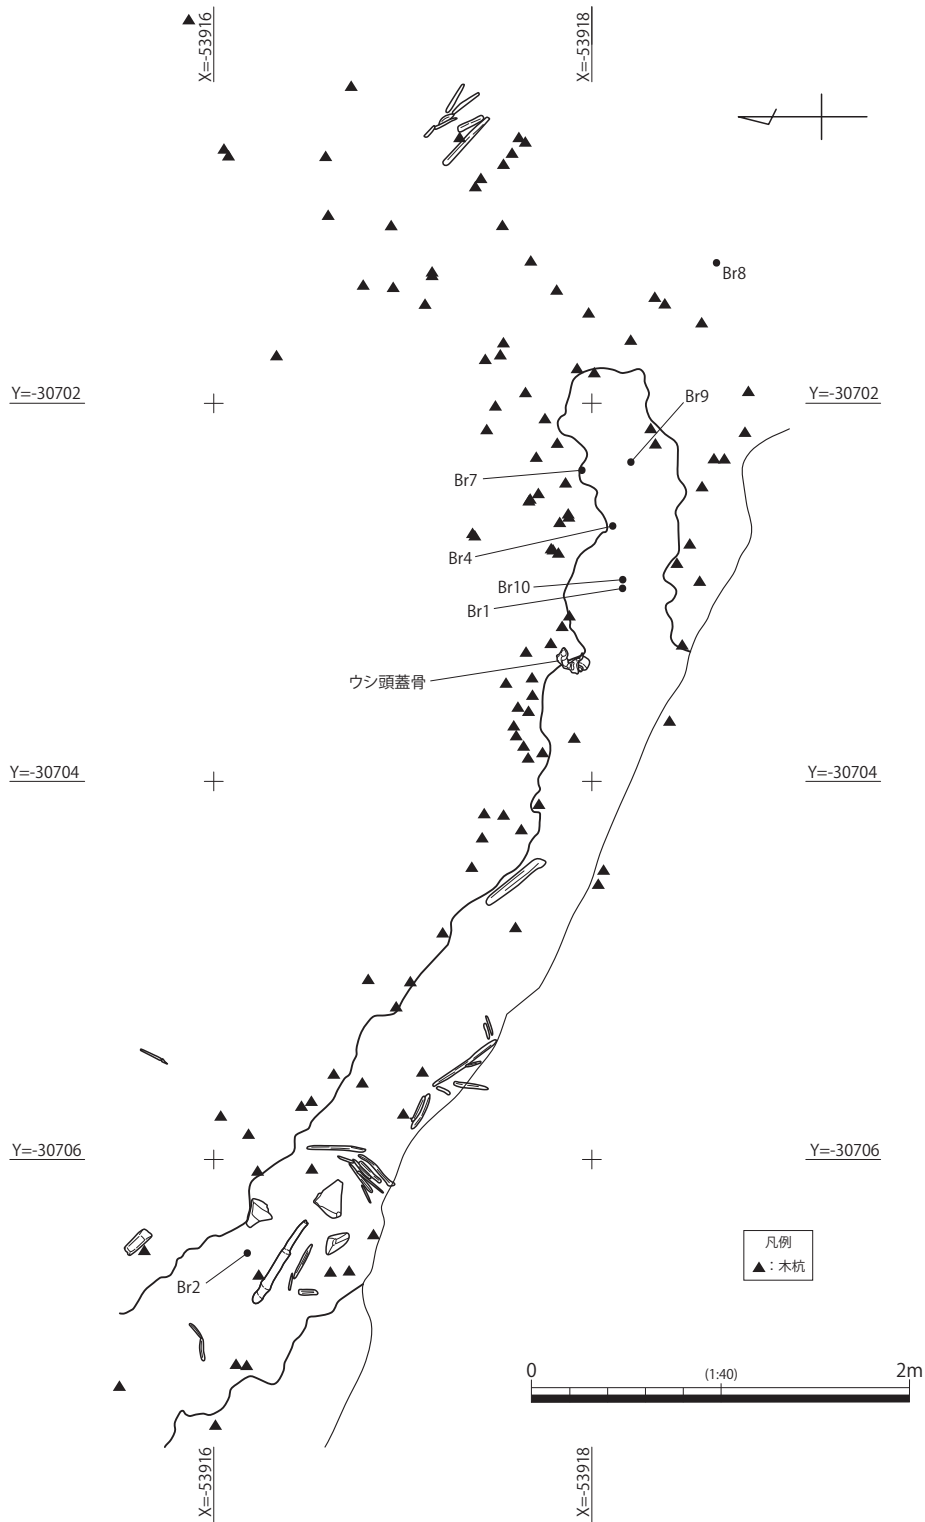 X=-53916
X=-53918
Br8
Y=-30702
Y=-30702
Br9
Br7
Br4
Br10
Br1
ウシ頭蓋骨
Y=-30704
Y=-30704
Y=-30706
Y=-30706
凡例
▲：木杭
Br2
0
(1:40)
2m
X=-53916
X=-53918